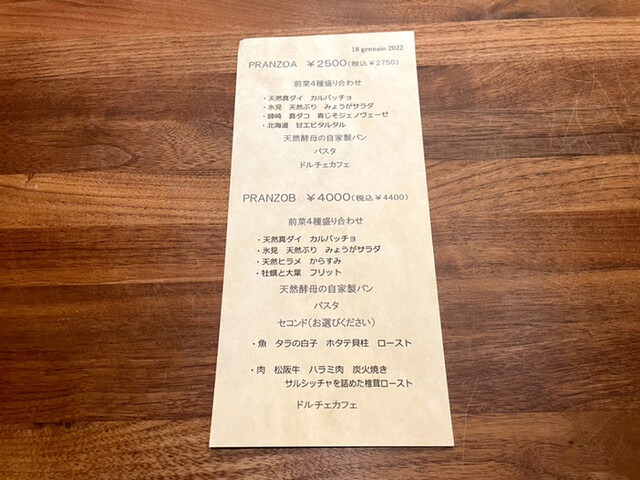 18 gennaio 2022
PRANZOA ¥2500(税込¥2750)
前菜4種盛り合わせ
・天然真ダイ カルパッチョ
・氷見 天然ぶり みょうがサラダ
・師崎 真ダコ 青じそジェノヴェーゼ
・北海道 甘エビタルタル
天然酵母の自家製パン
パスタ
ドルチェカフェ
PRANZOB ¥4000(税込¥4400)
前菜4種盛り合わせ
・天然真ダイ カルパッチョ
・氷見 天然ぶり みょうがサラダ
・天然ヒラメ からすみ
・牡蠣と大葉 フリット
天然酵母の自家製パン
パスタ
セコンド(お選びください)
・魚 タラの白子 ホタテ貝柱 ロースト
・肉 松阪牛 ハラミ肉 炭火焼き
サルシッチャを詰めた椎茸ロースト
ドルチェカフェ